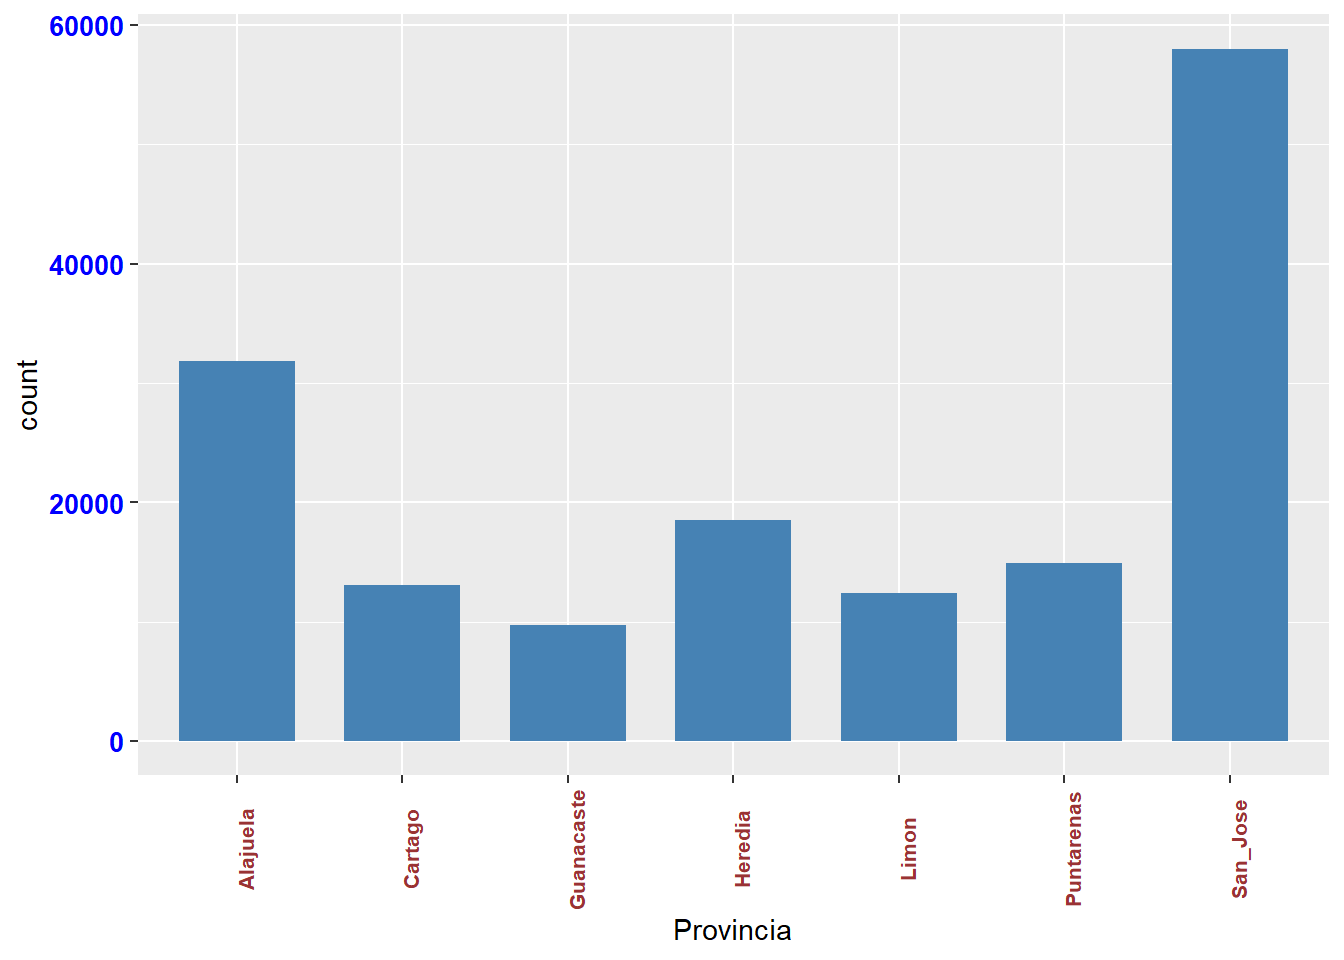 60000
40000
20000
0
count
Alajuela
Cartago
Guanacaste
Heredia
Limon
Puntarenas
San_Jose
Provincia